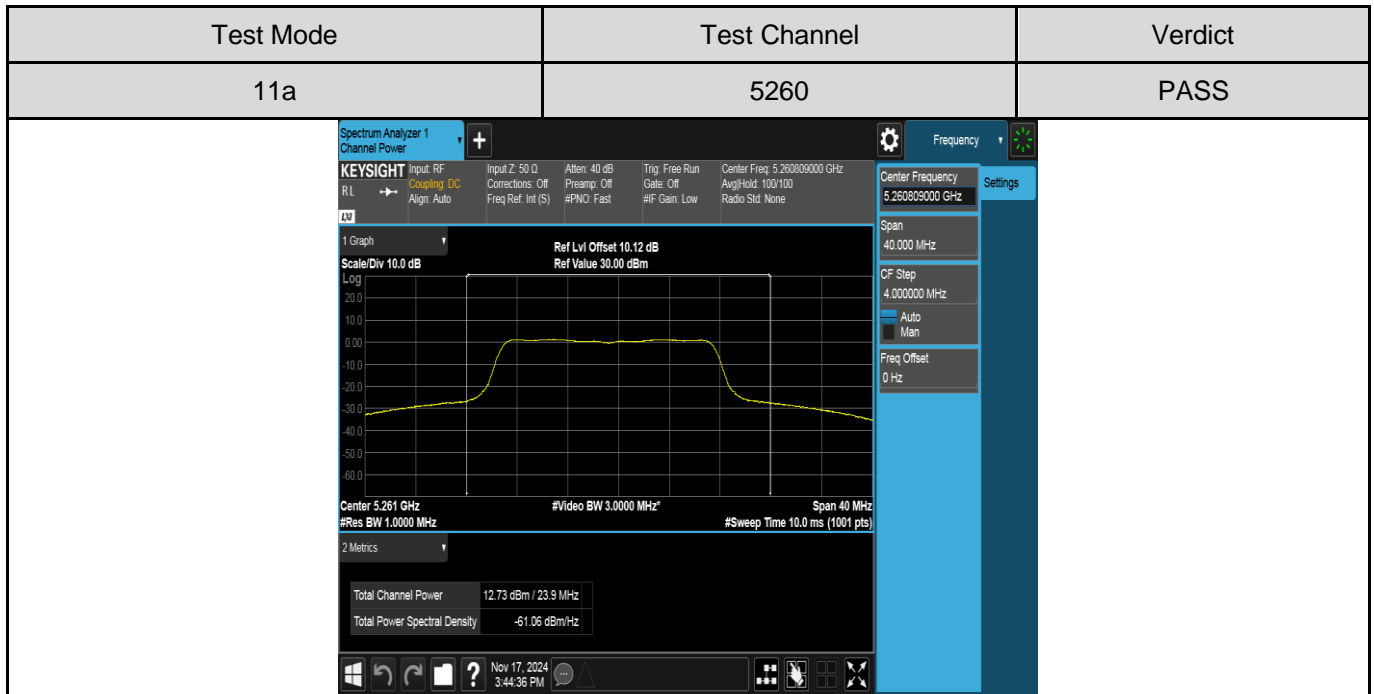 Test Mode Test Channel Verdict
11a 5260 PASS
Spectrum Analyzer 1
Channel Power
+
Frequency
KEYSIGHT
RL
LXI
Input: RF
Coupling: DC
Align: Auto
Input Z: 50 Ω
Corrections: Off
Freq Ref: Int (S)
Atten: 40 dB
Preamp: Off
#PNO: Fast
Trig: Free Run
Gate: Off
#IF Gain: Low
Center Freq: 5.260809000 GHz
Avg|Hold: 100/100
Radio Std: None
Center Frequency
5.260809000 GHz
Settings
Span
40.000 MHz
CF Step
4.000000 MHz
Auto
Man
Freq Offset
0 Hz
1 Graph
Scale/Div 10.0 dB
Ref Lvl Offset 10.12 dB
Ref Value 30.00 dBm
Log
20.0
10.0
0.00
-10.0
-20.0
-30.0
-40.0
-50.0
-60.0
Center 5.261 GHz #Video BW 3.0000 MHz* Span 40 MHz
#Res BW 1.0000 MHz #Sweep Time 10.0 ms (1001 pts)
2 Metrics
Total Channel Power 12.73 dBm / 23.9 MHz
Total Power Spectral Density -61.06 dBm/Hz
?
Nov 17, 2024
3:44:36 PM